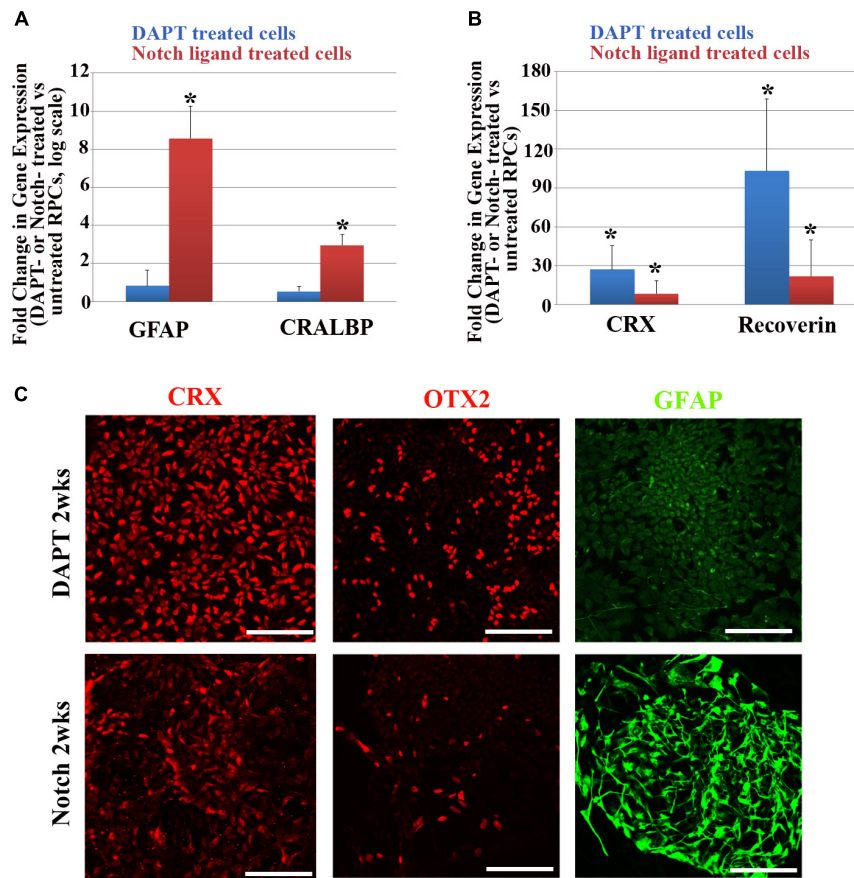 A
DAPT treated cells
Notch ligand treated cells
Fold Change in Gene Expression
(DAPT- or Notch- treated vs
untreated RPCs, log scale)
12
10
8
6
4
2
0
*
*
GFAP
CRALBP
B
DAPT treated cells
Notch ligand treated cells
Fold Change in Gene Expression
(DAPT- or Notch- treated vs
untreated RPCs)
180
150
120
90
60
30
0
*
*
*
*
CRX
Recoverin
C
CRX
OTX2
GFAP
DAPT 2wks
Notch 2wks